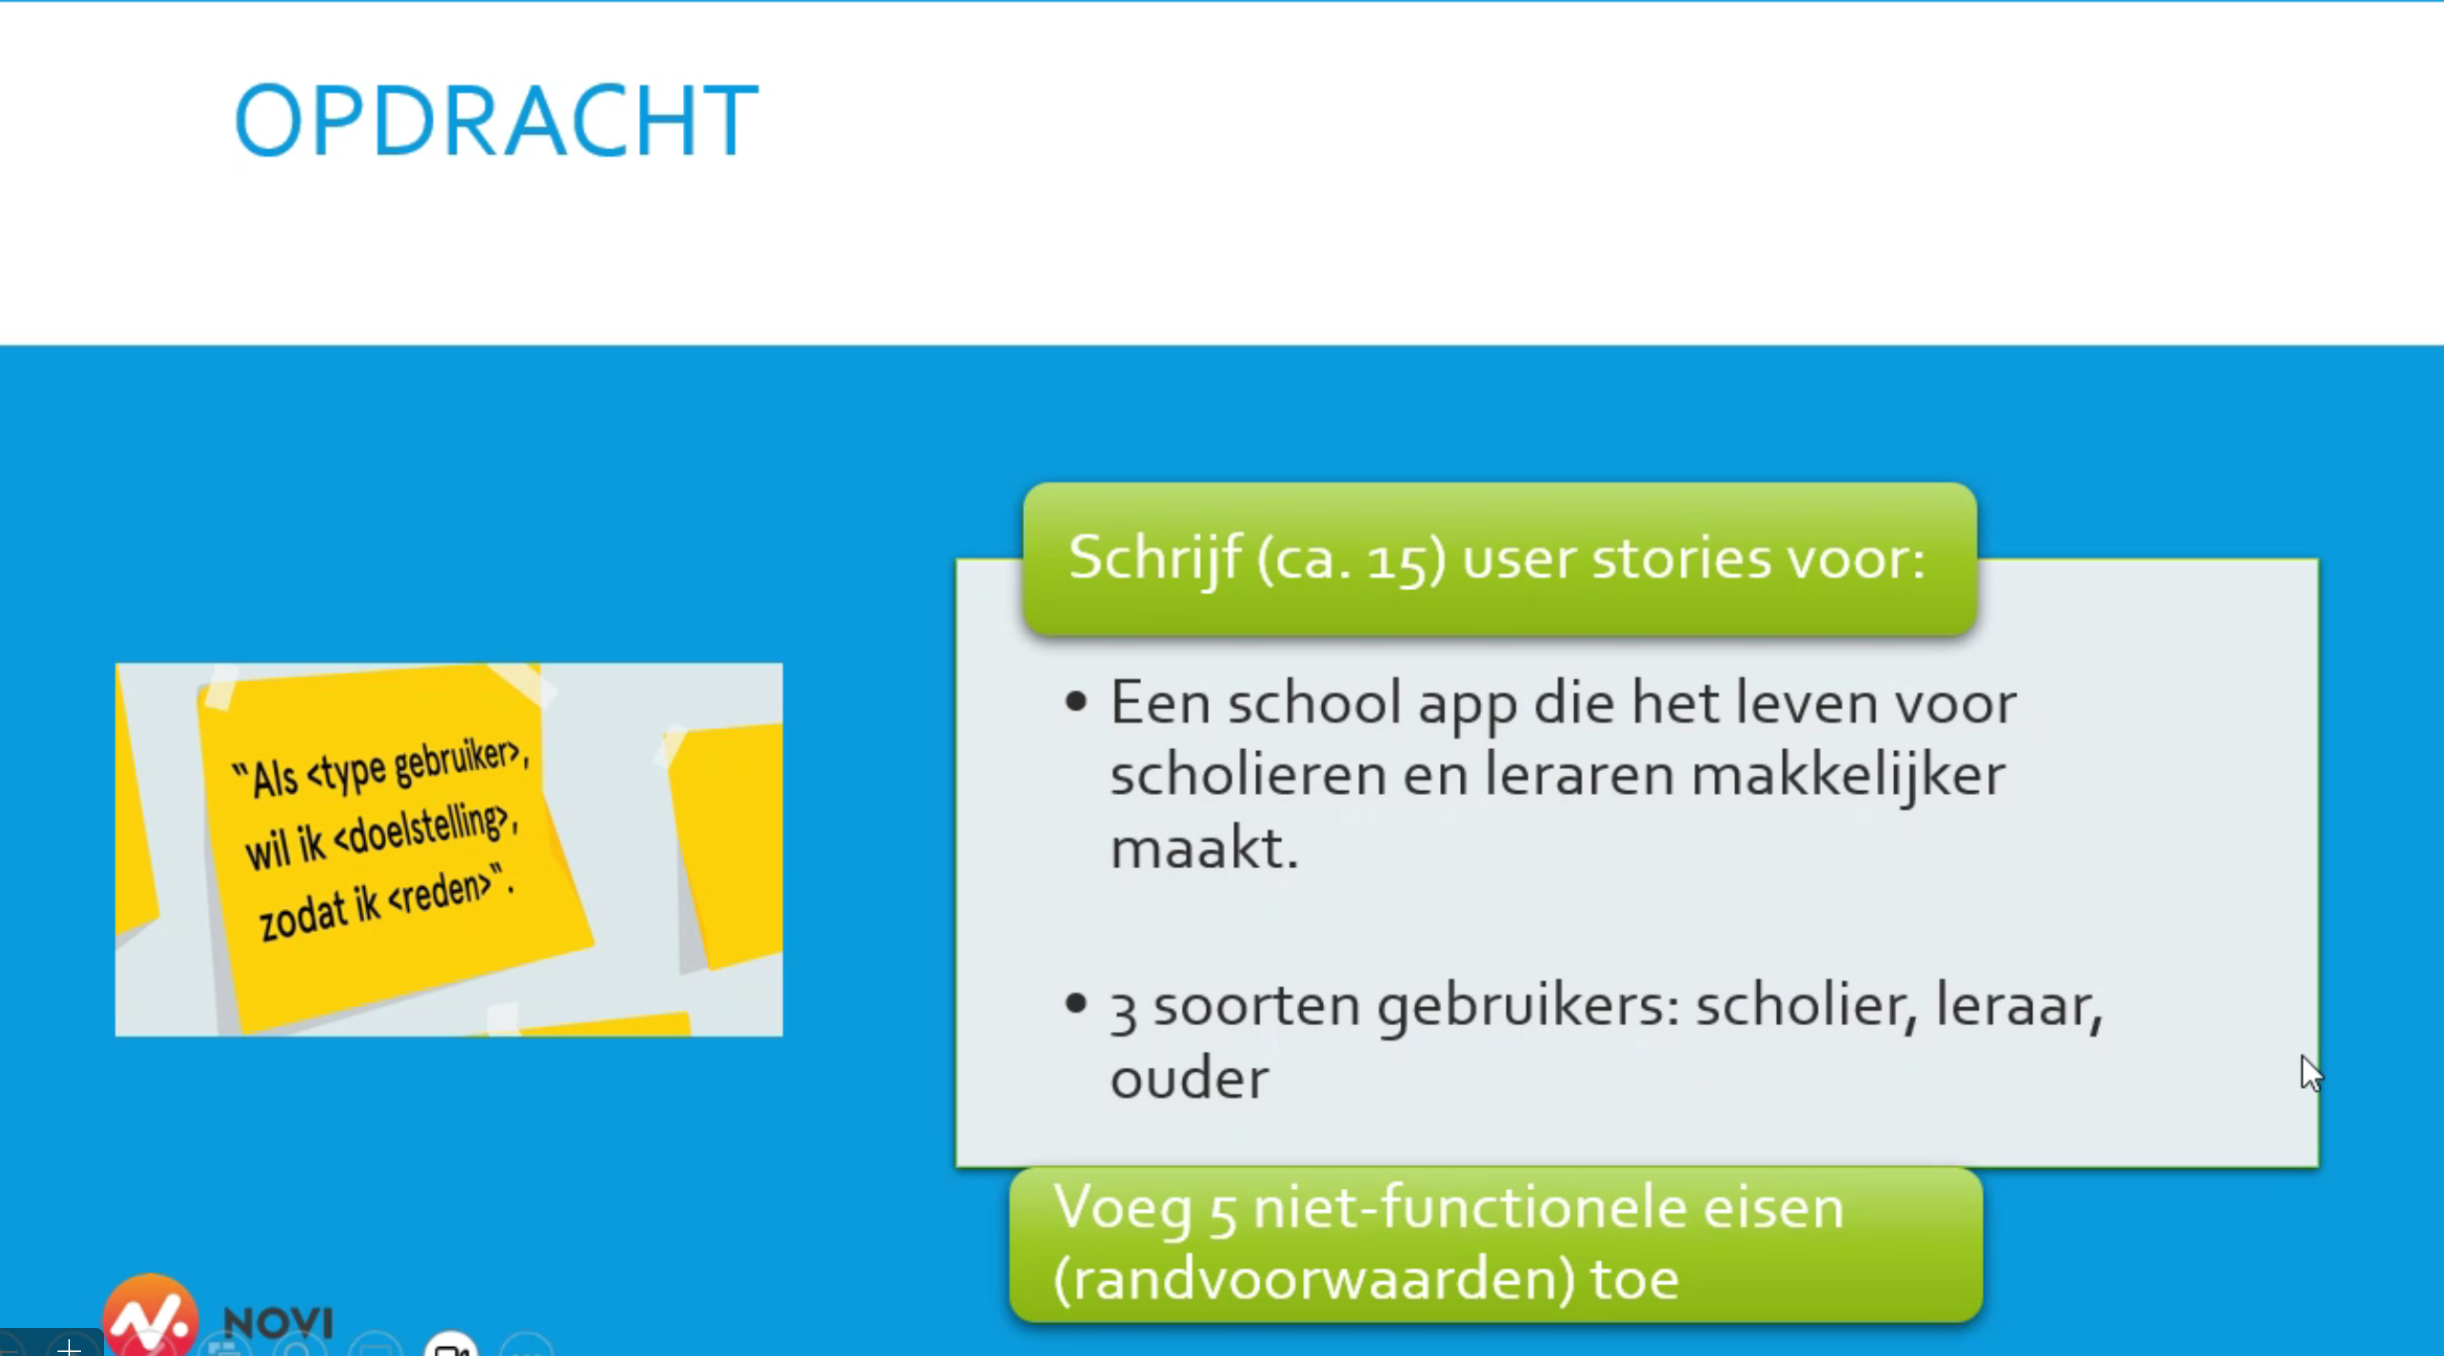 OPDRACHT
"Als <type gebruiker>,
wil ik <doelstelling>,
zodat ik <reden>".
Schrijf (ca. 15) user stories voor:
• Een school app die het leven voor
scholieren en leraren makkelijker
maakt.
• 3 soorten gebruikers: scholier, leraar,
ouder
Voeg 5 niet-functionele eisen
(randvoorwaarden) toe
NOVI